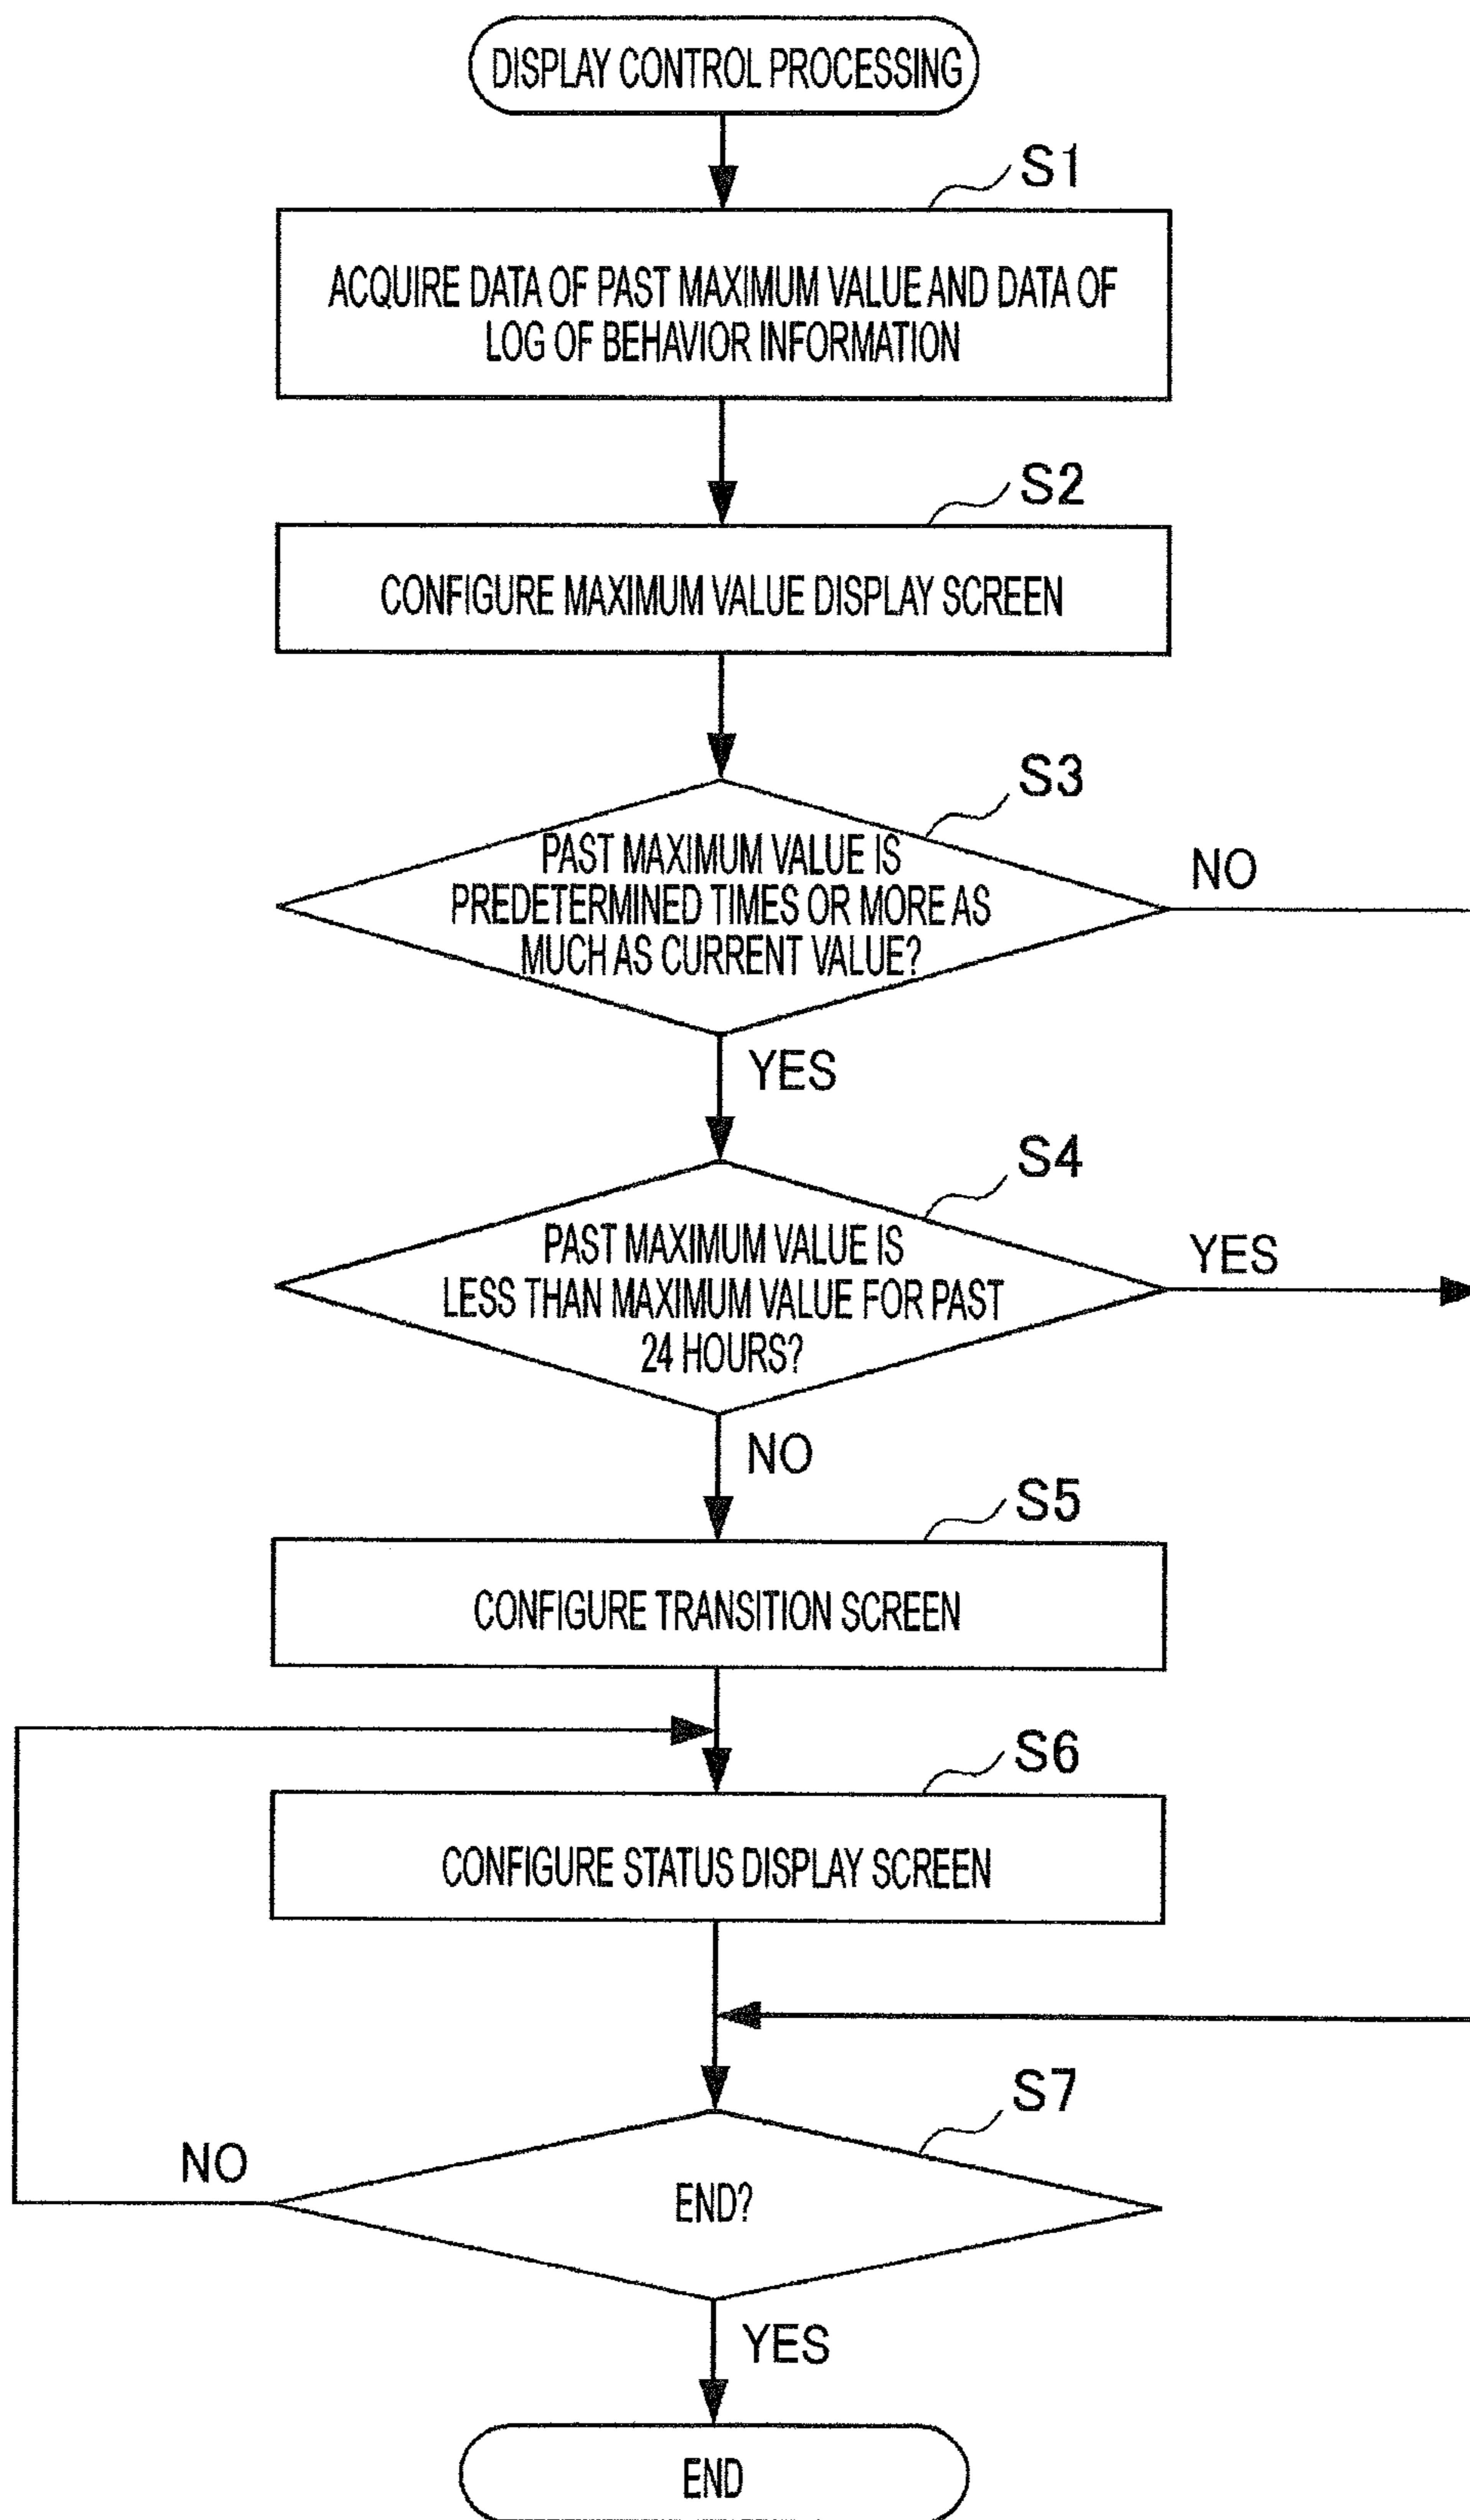 DISPLAY CONTROL PROCESSING
S1
ACQUIRE DATA OF PAST MAXIMUM VALUE AND DATA OF
LOG OF BEHAVIOR INFORMATION
S2
CONFIGURE MAXIMUM VALUE DISPLAY SCREEN
S3
PAST MAXIMUM VALUE IS
PREDETERMINED TIMES OR MORE AS
MUCH AS CURRENT VALUE?
NO
YES
S4
PAST MAXIMUM VALUE IS
LESS THAN MAXIMUM VALUE FOR PAST
24 HOURS?
YES
NO
S5
CONFIGURE TRANSITION SCREEN
S6
CONFIGURE STATUS DISPLAY SCREEN
S7
NO
END?
YES
END